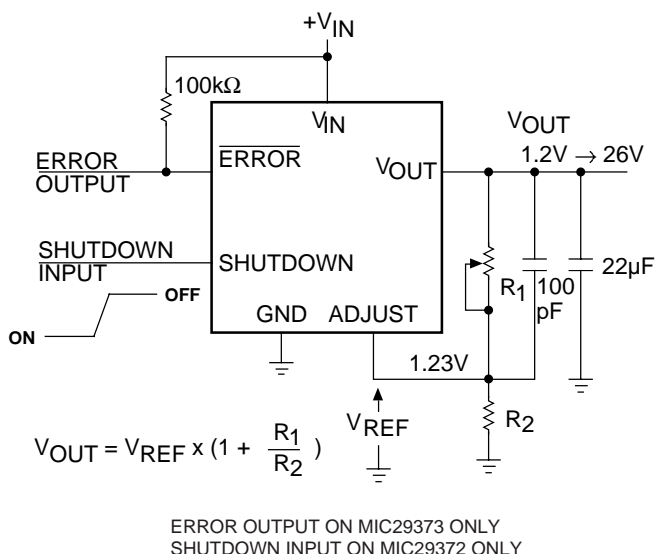 +VIN
100kΩ
VIN
VOUT
1.2V → 26V
ERROR
OUTPUT
ERROR
VOUT
SHUTDOWN
INPUT
SHUTDOWN
R1
100
pF
22µF
OFF
ON
GND
ADJUST
1.23V
VREF
R2
VOUT = VREF x (1 + R1/R2)
ERROR OUTPUT ON MIC29373 ONLY
SHUTDOWN INPUT ON MIC29372 ONLY